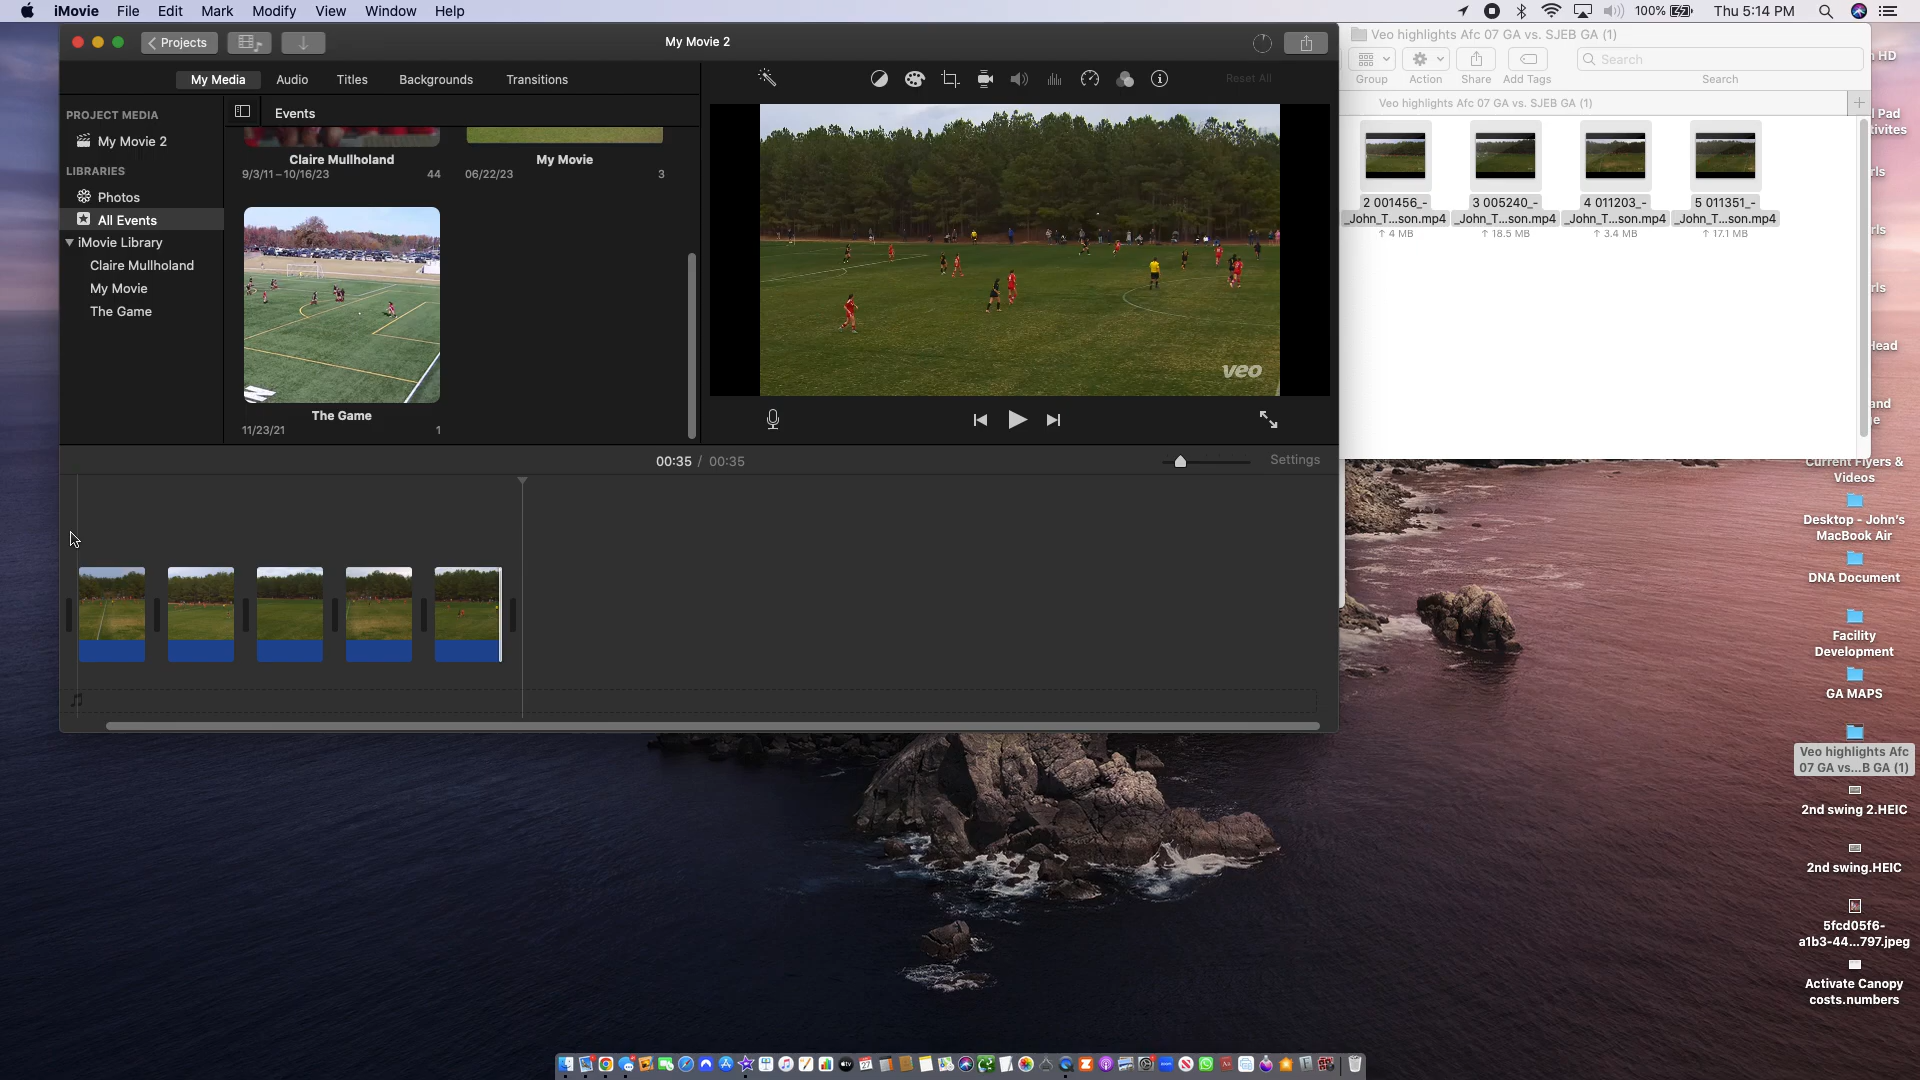 iMovie File Edit Mark Modify View Window Help
100% Thu 5:14 PM
Projects
My Movie 2
My Media Audio Titles Backgrounds Transitions
Reset All
PROJECT MEDIA
My Movie 2
LIBRARIES
Photos
All Events
iMovie Library
Claire Mullholand
My Movie
The Game
Events
Claire Mullholand
9/3/11 – 10/16/23 44
My Movie
06/22/23 3
The Game
11/23/21 1
veo
00:35 / 00:35
Settings
Veo highlights Afc 07 GA vs. SJEB GA (1)
Group Action Share Add Tags Search
Search
Veo highlights Afc 07 GA vs. SJEB GA (1)
2 001456_-
_John_T...son.mp4
↑ 4 MB
3 005240_-
_John_T...son.mp4
↑ 18.5 MB
4 011203_-
_John_T...son.mp4
↑ 3.4 MB
5 011351_-
_John_T...son.mp4
↑ 17.1 MB
HD
Pad
Current Flyers &
Videos
Desktop - John's
MacBook Air
DNA Document
Facility
Development
GA MAPS
Veo highlights Afc
07 GA vs...B GA (1)
2nd swing 2.HEIC
2nd swing.HEIC
5fcd05f6-
a1b3-44...797.jpeg
Activate Canopy
costs.numbers